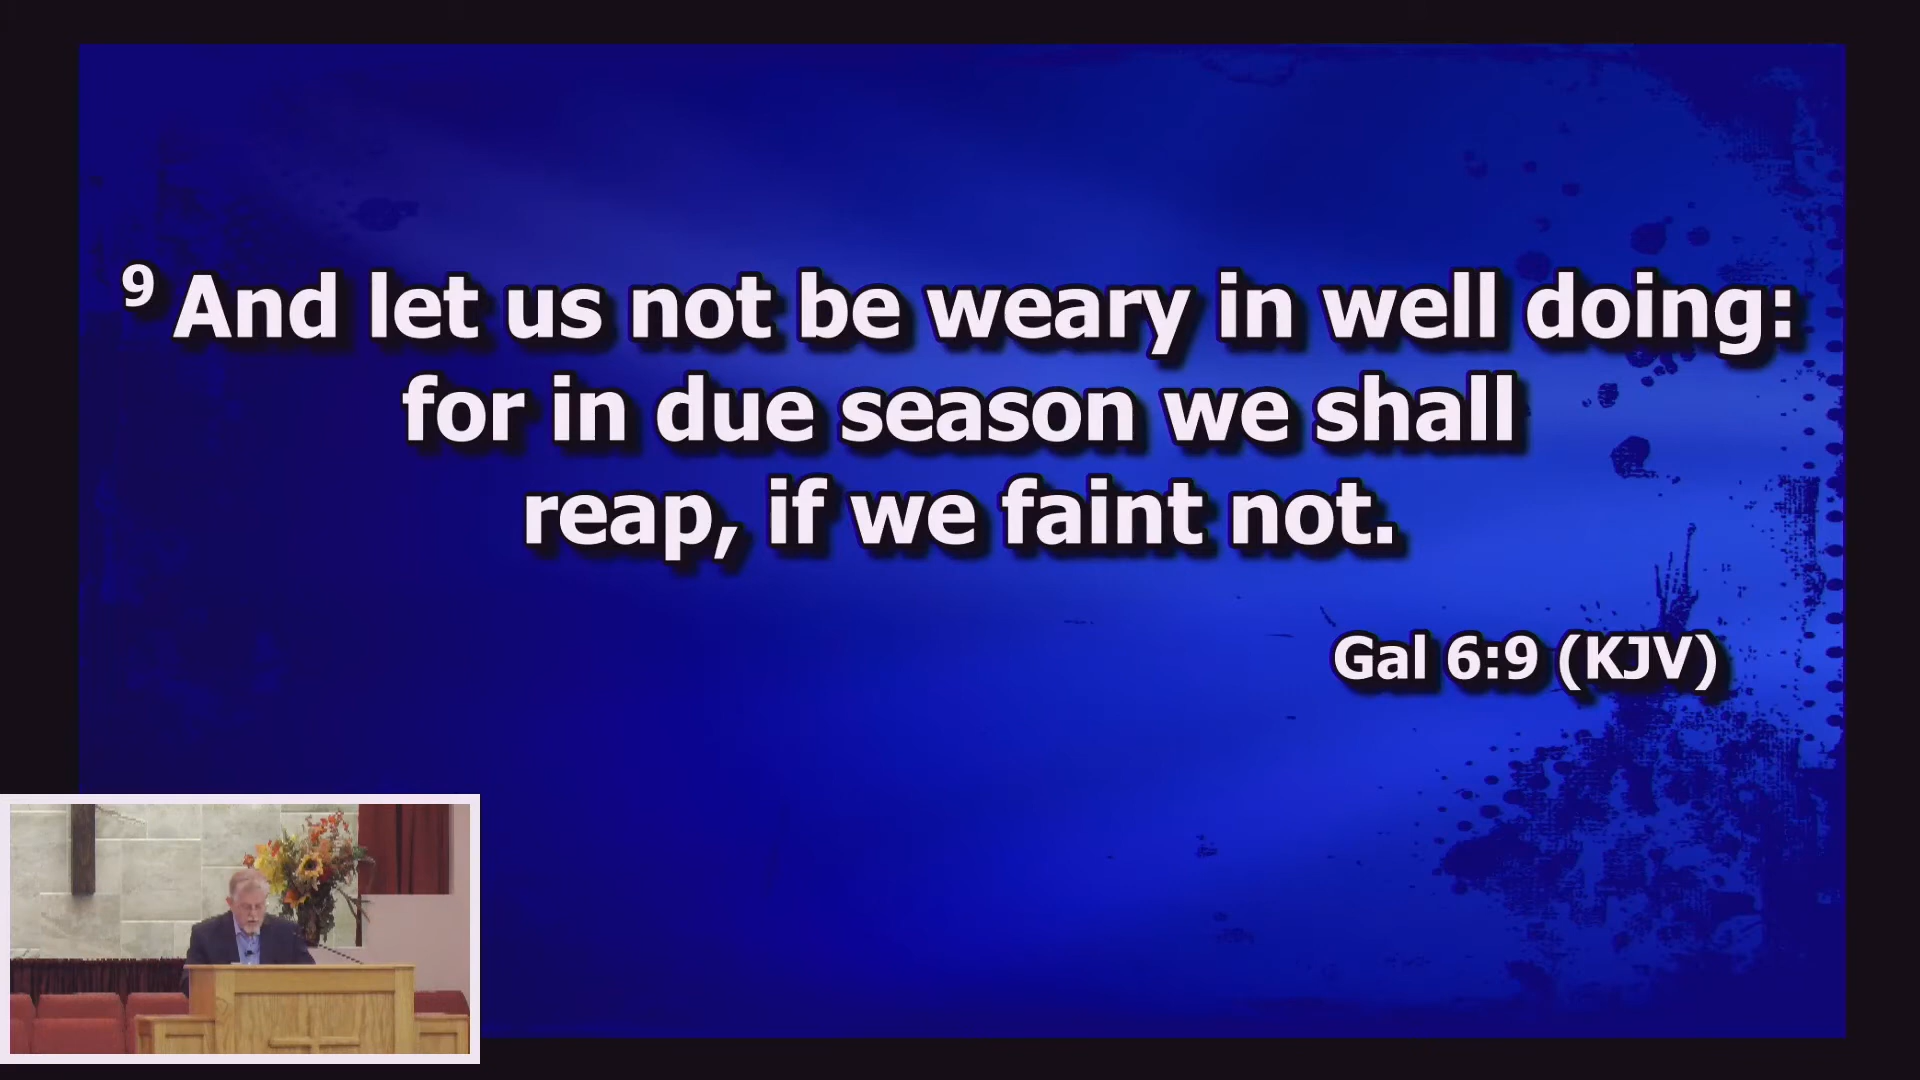 9 And let us not be weary in well doing:
for in due season we shall
reap, if we faint not.
Gal 6:9 (KJV)